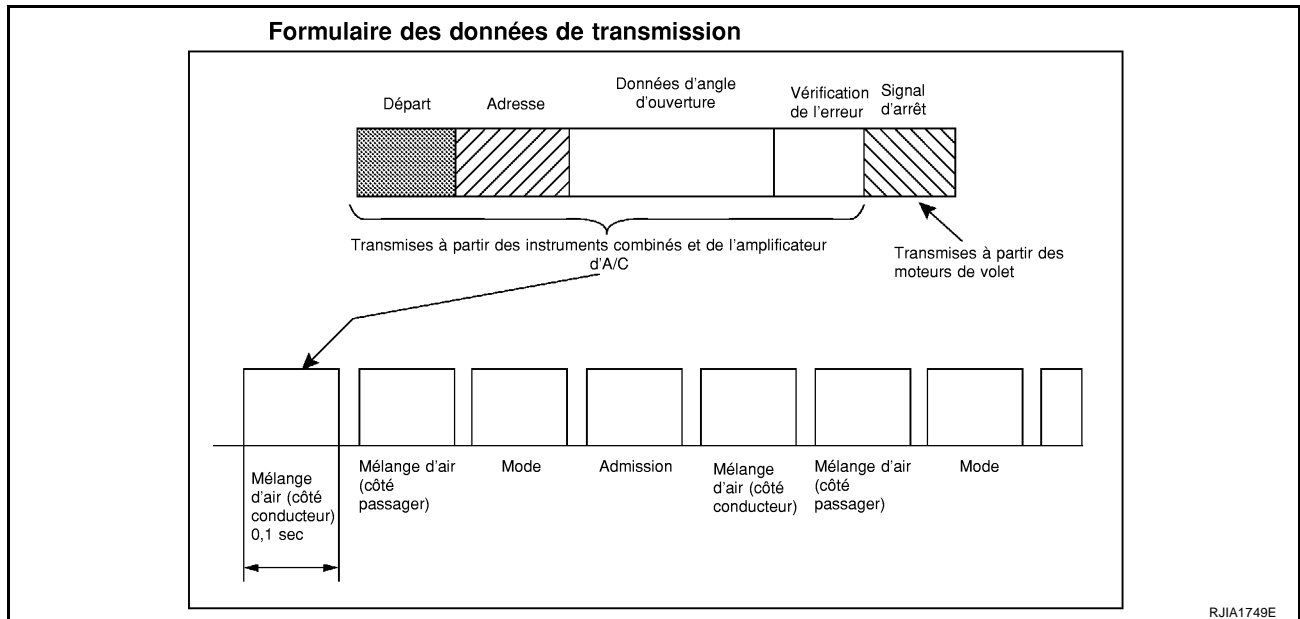 Formulaire des données de transmission
Départ
Adresse
Données d'angle
d'ouverture
Vérification
de l'erreur
Signal
d'arrêt
Transmises à partir des instruments combinés et de l'amplificateur
d'A/C
Transmises à partir des
moteurs de volet
Mélange
d'air (côté
conducteur)
0,1 sec
Mélange d'air
(côté
passager)
Mode
Admission
Mélange
d'air (côté
conducteur)
Mélange d'air
(côté
passager)
Mode
RJIA1749E